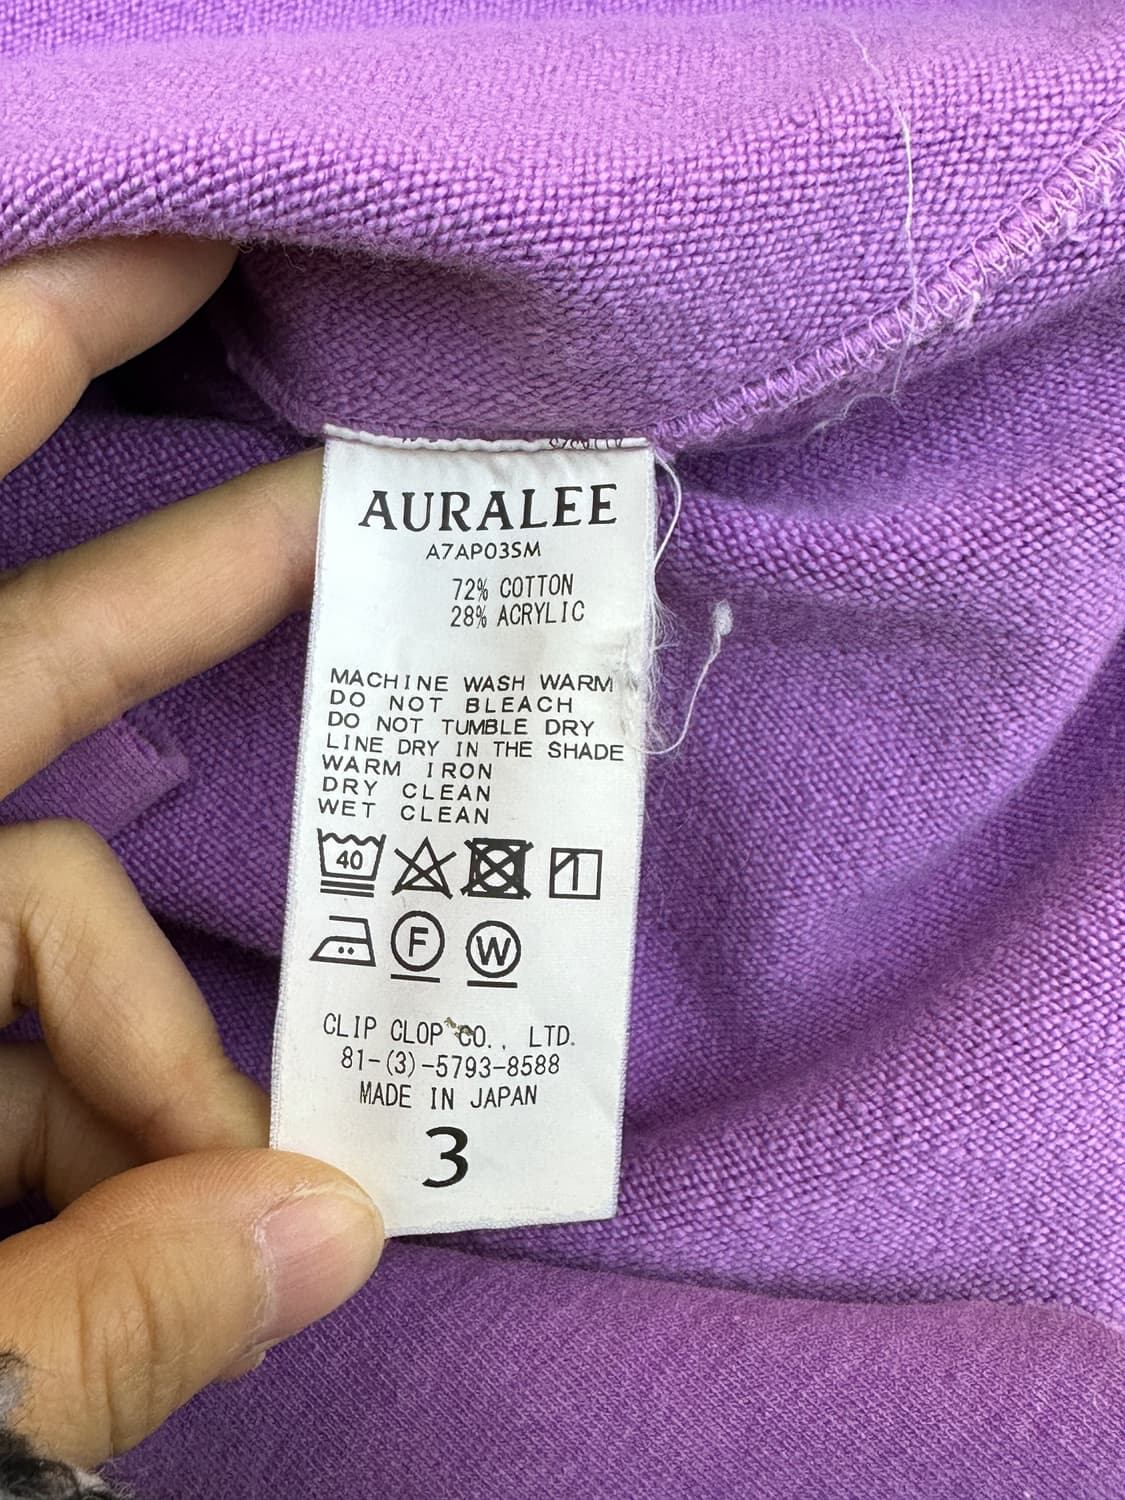 AURALEE
A7AP03SM
72% COTTON
28% ACRYLIC
MACHINE WASH WARM
DO NOT BLEACH
DO NOT TUMBLE DRY
LINE DRY IN THE SHADE
WARM IRON
DRY CLEAN
WET CLEAN
40
F W
CLIP CLOP CO., LTD.
81-(3)-5793-8588
MADE IN JAPAN
3